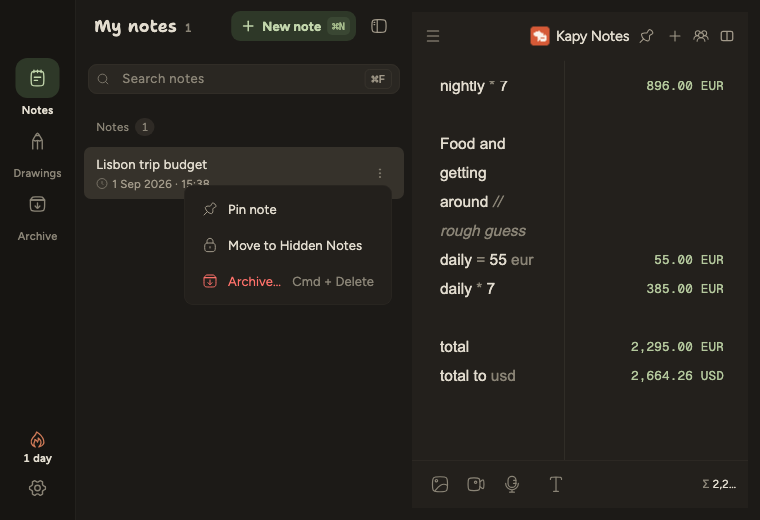 My notes 1
+ New note ⌘N
Search notes ⌘F
Notes
Drawings
Archive
1 day
Notes 1
Lisbon trip budget
1 Sep 2026 · 15:38
Pin note
Move to Hidden Notes
Archive... Cmd + Delete
Kapy Notes
nightly * 7 896.00 EUR
Food and
getting
around //
rough guess
daily = 55 eur 55.00 EUR
daily * 7 385.00 EUR
total 2,295.00 EUR
total to usd 2,664.26 USD
Σ 2,2...